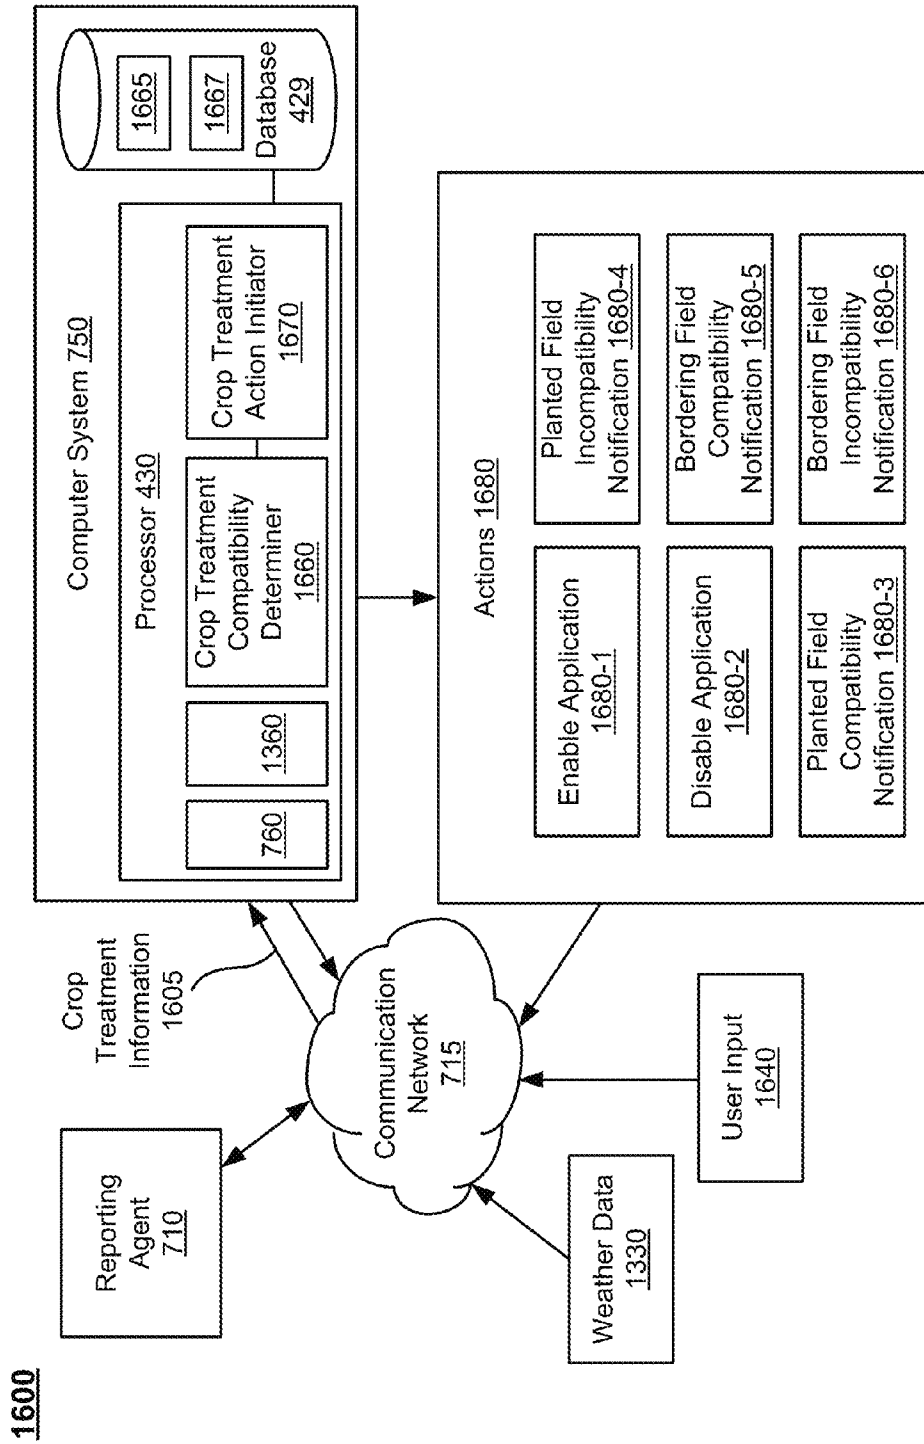 1600
Reporting
Agent
710
Crop
Treatment
Information
1605
Communication
Network
715
Weather Data
1330
User Input
1640
Computer System 750
Processor 430
760
1360
Crop Treatment
Compatibility
Determiner
1660
Crop Treatment
Action Initiator
1670
1665
1667
Database
429
Actions 1680
Enable Application
1680-1
Disable Application
1680-2
Planted Field
Compatibility
Notification 1680-3
Planted Field
Incompatibility
Notification 1680-4
Bordering Field
Compatibility
Notification 1680-5
Bordering Field
Incompatibility
Notification 1680-6